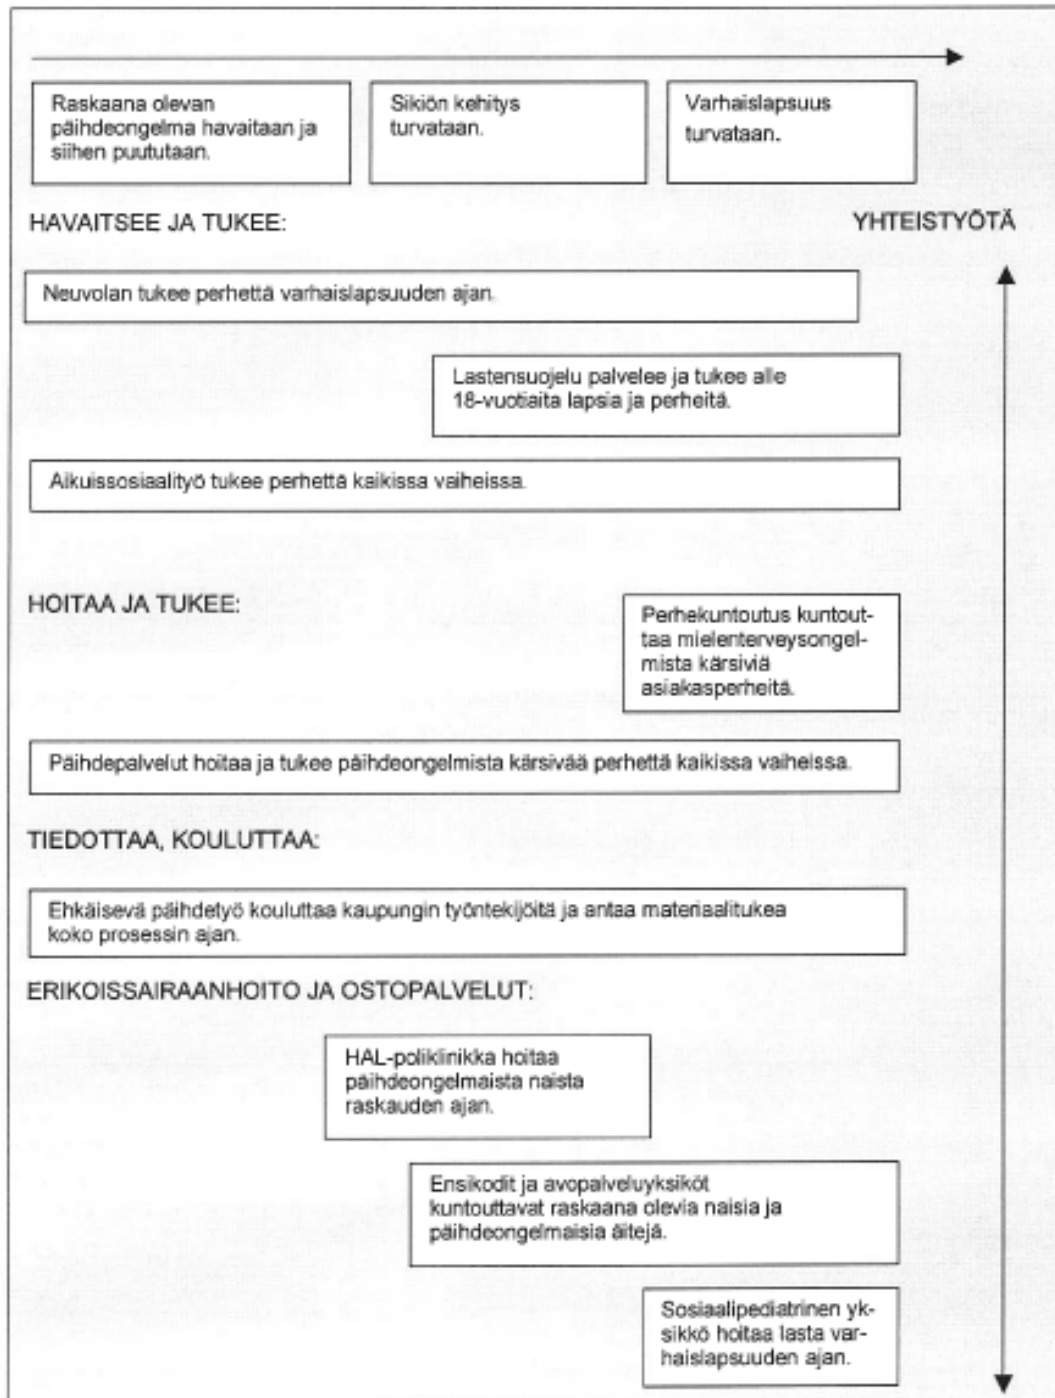 Raskaana olevan
päihdeongelma havaitaan ja
siihen puututaan.
Sikiön kehitys
turvataan.
Varhaislapsuus
turvataan.
HAVAITSEE JA TUKEE:
YHTEISTYÖTÄ
Neuvolan tukee perhettä varhaislapsuuden ajan.
Lastensuojelu palvelee ja tukee alle
18-vuotiaita lapsia ja perheitä.
Aikuissosiaalityö tukee perhettä kaikissa vaiheissa.
HOITAA JA TUKEE:
Perhekuntoutus kuntout-
taa mielenterveysongel-
mista kärsiviä
asiakasperheitä.
Päihdepalvelut hoitaa ja tukee päihdeongelmista kärsivää perhettä kaikissa vaiheissa.
TIEDOTTAA, KOULUTTAA:
Ehkäisevä päihdetyö kouluttaa kaupungin työntekijöitä ja antaa materiaalitukea
koko prosessin ajan.
ERIKOISSAIRAANHOITO JA OSTOPALVELUT:
HAL-poliklinikka hoitaa
päihdeongelmaista naista
raskauden ajan.
Ensikodit ja avopalveluyksiköt
kuntouttavat raskaana olevia naisia ja
päihdeongelmaisia äitejä.
Sosiaalipediatrinen yk-
sikkö hoitaa lasta var-
haislapsuuden ajan.